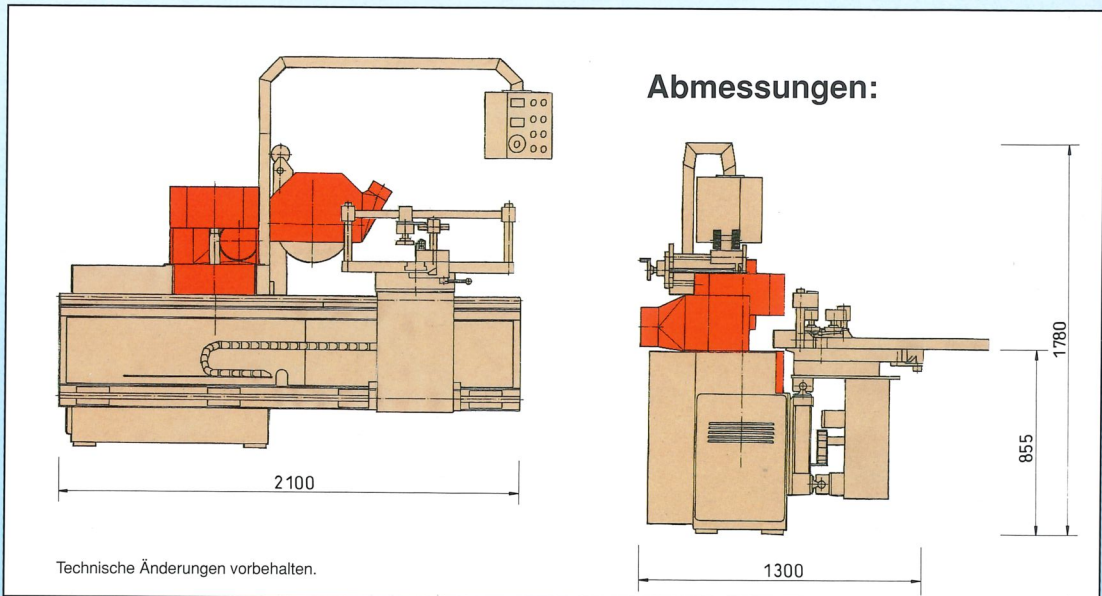 Abmessungen:
1780
855
2100
1300
Technische Änderungen vorbehalten.